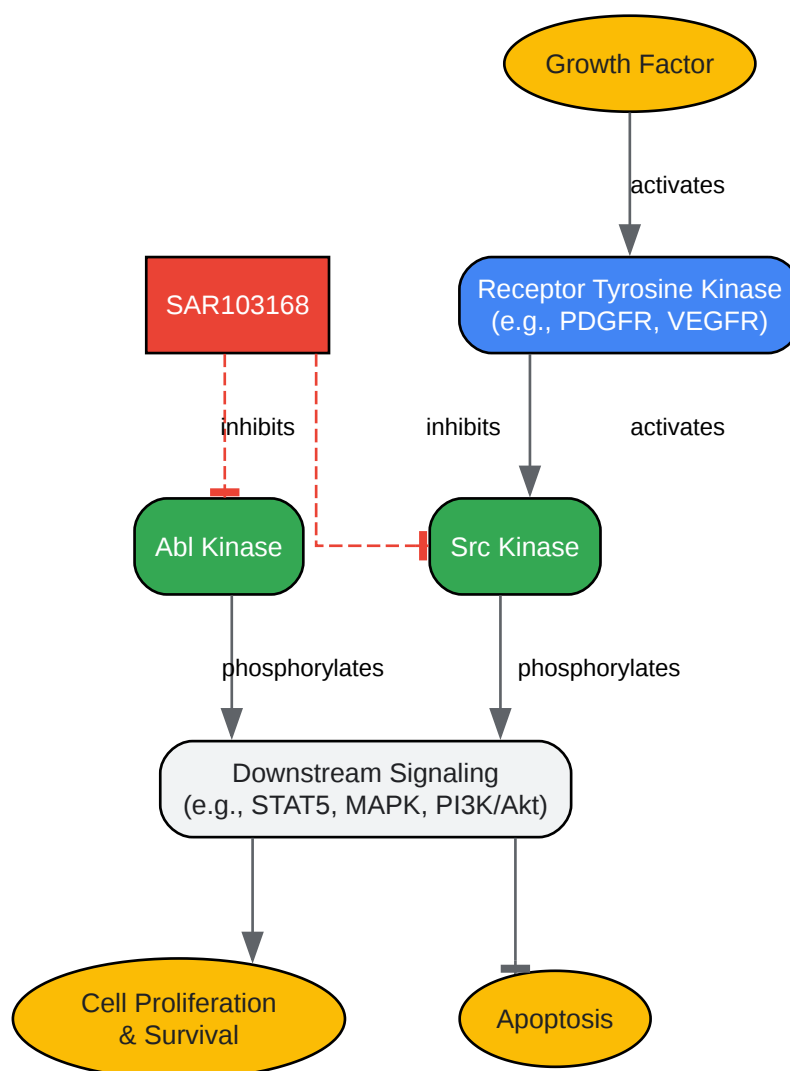 Growth Factor
activates
SAR103168
Receptor Tyrosine Kinase
(e.g., PDGFR, VEGFR)
inhibits
inhibits
activates
Abl Kinase
Src Kinase
phosphorylates
phosphorylates
Downstream Signaling
(e.g., STAT5, MAPK, PI3K/Akt)
Cell Proliferation
& Survival
Apoptosis